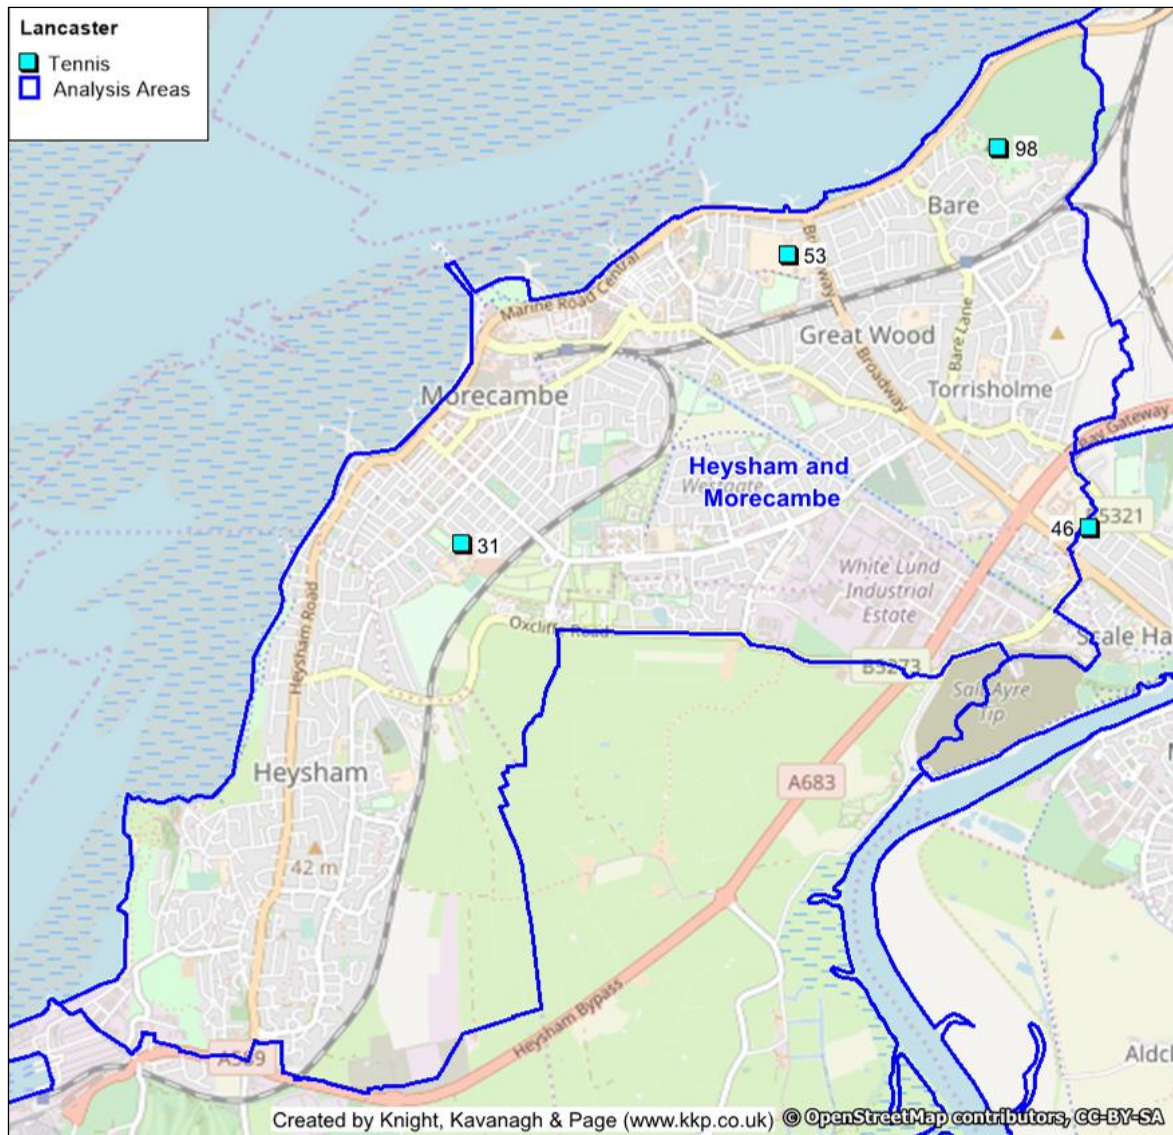 Lancaster
Tennis
Analysis Areas
98
Bare
53
Broadway
Marine Road Central
Great Wood
Bare Lane
Broadway
Torrisholme
Morecambe
Bay Gateway
Heysham and
Morecambe
Westgate
B5321
46
31
White Lund
Industrial
Estate
Heysham Road
Oxcliffe Road
Scale Ha
B5273
Salt Ayre
Tip
Heysham
A683
42 m
Heysham Bypass
A589
Aldcl
Created by Knight, Kavanagh & Page (www.kkp.co.uk) © OpenStreetMap contributors, CC-BY-SA